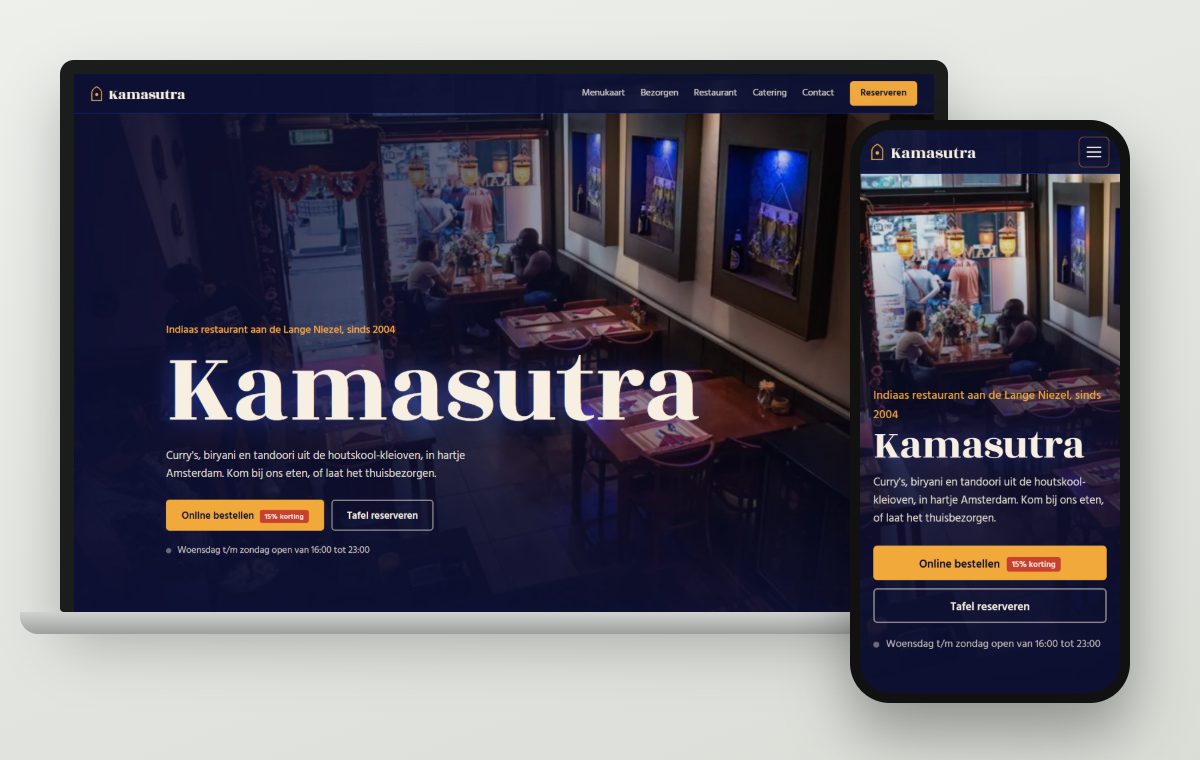 Kamasutra
Menukaart Bezorgen Restaurant Catering Contact Reserveren
Indiaas restaurant aan de Lange Niezel, sinds 2004
Kamasutra
Curry's, biryani en tandoori uit de houtskool-kleioven, in hartje
Amsterdam. Kom bij ons eten, of laat het thuisbezorgen.
Online bestellen 15% korting
Tafel reserveren
Woensdag t/m zondag open van 16:00 tot 23:00
Kamasutra
Indiaas restaurant aan de Lange Niezel, sinds
2004
Kamasutra
Curry's, biryani en tandoori uit de houtskool-
kleioven, in hartje Amsterdam. Kom bij ons eten,
of laat het thuisbezorgen.
Online bestellen 15% korting
Tafel reserveren
Woensdag t/m zondag open van 16:00 tot 23:00